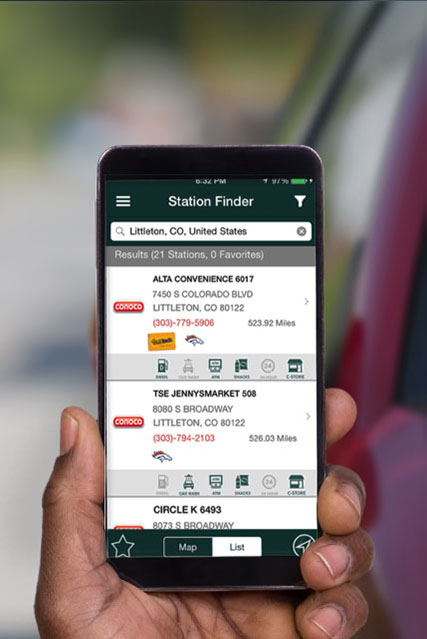 6:32 PM 97%
Station Finder
Littleton, CO, United States
Results (21 Stations, 0 Favorites)
ALTA CONVENIENCE 6017
7450 S COLORADO BLVD
conoco LITTLETON, CO 80122
(303)-779-5906 523.92 Miles
DIESEL CAR WASH ATM SNACKS 24 HOUR C-STORE
TSE JENNYSMARKET 508
8080 S BROADWAY
conoco LITTLETON, CO 80122
(303)-794-2103 526.03 Miles
DIESEL CAR WASH ATM SNACKS 24 HOUR C-STORE
CIRCLE K 6493
8073 S BROADWAY
conoco
Map List